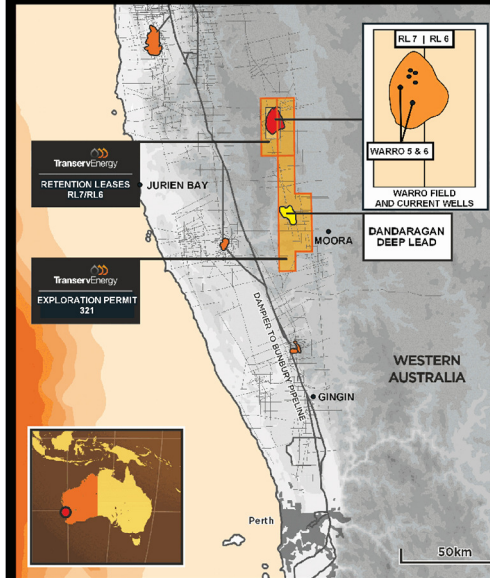 RL 7 | RL 6
WARRO 5 & 6
WARRO FIELD
AND CURRENT WELLS
TranservEnergy
RETENTION LEASES
RL7/RL6
JURIEN BAY
DANDARAGAN
DEEP LEAD
MOORA
TranservEnergy
EXPLORATION PERMIT
321
DAMPIER TO BUNBURY PIPELINE
WESTERN
AUSTRALIA
GINGIN
Perth
50km